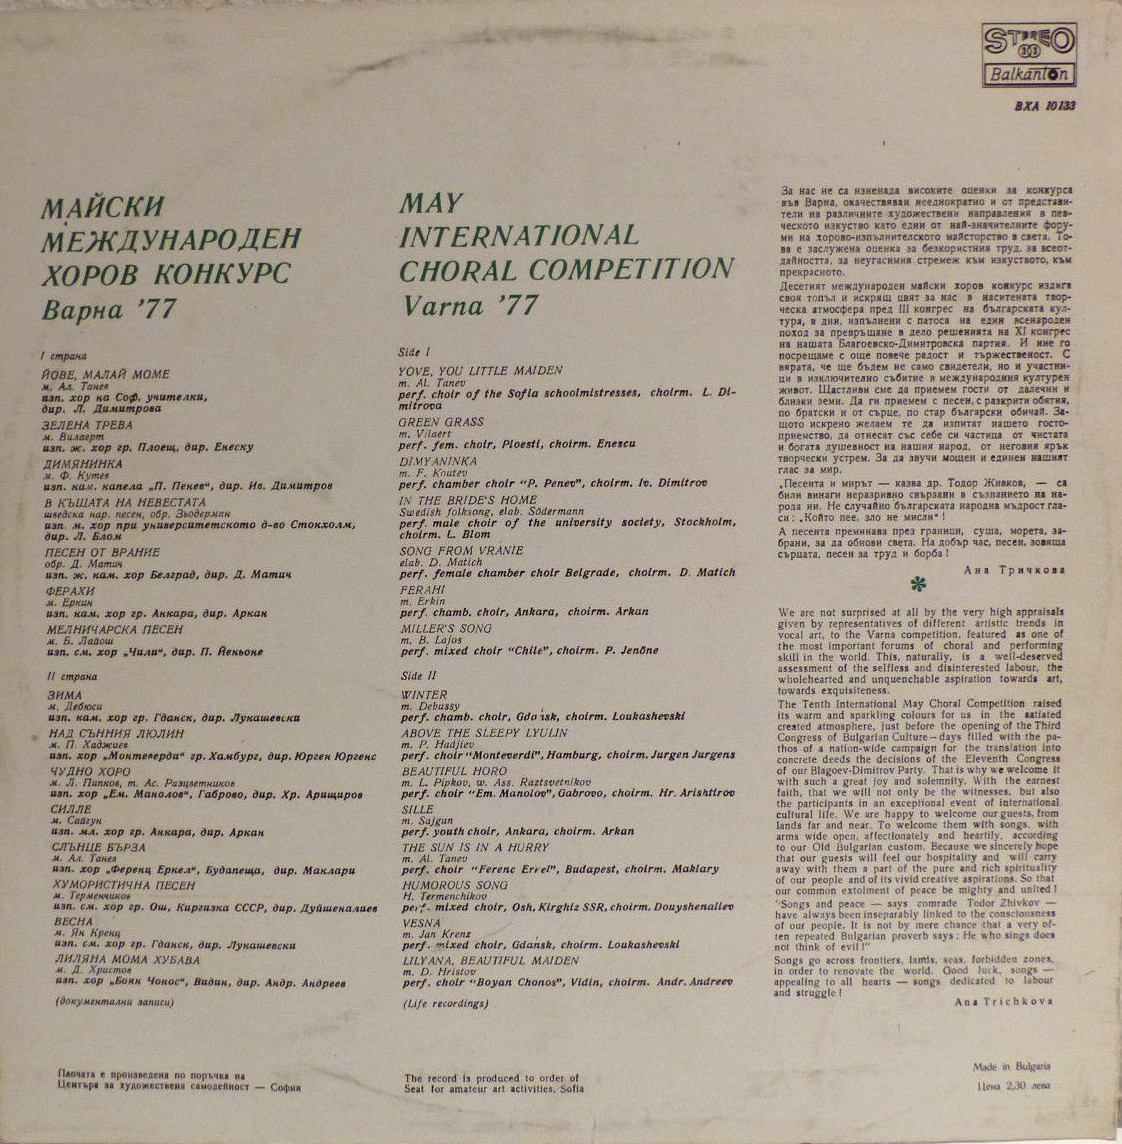 STEREO
33
Balkanton
ВХА 10133
МАЙСКИ
МЕЖДУНАРОДЕН
ХОРОВ КОНКУРС
Варна '77
I страна
ЙОВЕ, МАЛАЙ МОМЕ
м. Ал. Танев
изп. хор на Соф. учителки,
дир. Л. Димитрова
ЗЕЛЕНА ТРЕВА
м. Вилаерт
изп. ж. хор гр. Плоещ, дир. Енеску
ДИМЯНИНКА
м. Ф. Кутев
изп. кам. капела „П. Пенев“, дир. Ив. Димитров
В КЪЩАТА НА НЕВЕСТАТА
шведска нар. песен, обр. Зьодерман
изп. м. хор при университетското д-во Стокхолм,
дир. Л. Блом
ПЕСЕН ОТ ВРАНИЕ
обр. Д. Матич
изп. ж. кам. хор Белград, дир. Д. Матич
ФЕРАХИ
м. Еркин
изп. кам. хор гр. Анкара, дир. Аркан
МЕЛНИЧАРСКА ПЕСЕН
м. Б. Лайош
изп. см. хор „Чили“, дир. П. Йеньоне
II страна
ЗИМА
м. Дебюси
изп. кам. хор гр. Гданск, дир. Лукашевски
НАД СЪННИЯ ЛЮЛИН
м. П. Хаджиев
изп. хор „Монтеверди“ гр. Хамбург, дир. Юрген Юргенс
ЧУДНО ХОРО
м. Л. Пипков, т. Ас. Разцветников
изп. хор „Ем. Манолов“, Габрово, дир. Хр. Арищиров
СИЛЛЕ
м. Сайгун
изп. мл. хор гр. Анкара, дир. Аркан
СЛЪНЦЕ БЪРЗА
м. Ал. Танев
изп. хор „Ференц Еркел“, Будапеща, дир. Маклари
ХУМОРИСТИЧНА ПЕСЕН
м. Терменчиков
изп. см. хор гр. Ош, Киргизка ССР, дир. Дуйшеналиев
ВЕСНА
м. Ян Кренц
изп. см. хор гр. Гданск, дир. Лукашевски
ЛИЛЯНА МОМА ХУБАВА
м. Д. Христов
изп. хор „Боян Чонос“, Видин, дир. Андр. Андреев
(документални записи)
Плочата е произведена по поръчка на
Центъра за художествена самодейност — София
MAY
INTERNATIONAL
CHORAL COMPETITION
Varna '77
Side I
YOVE, YOU LITTLE MAIDEN
m. Al. Tanev
perf. choir of the Sofia schoolmistresses, choirm. L. Di-
mitrova
GREEN GRASS
m. Vilaert
perf. fem. choir, Ploesti, choirm. Enescu
DIMYANINKA
m. F. Koutev
perf. chamber choir “P. Penev”, choirm. Iv. Dimitrov
IN THE BRIDE'S HOME
Swedish folksong, elab. Södermann
perf. male choir of the university society, Stockholm,
choirm. L. Blom
SONG FROM VRANIE
elab. D. Matich
perf. female chamber choir Belgrade, choirm. D. Matich
FERAHI
m. Erkin
perf. chamb. choir, Ankara, choirm. Arkan
MILLER'S SONG
m. B. Lajos
perf. mixed choir “Chile”, choirm. P. Jenőne
Side II
WINTER
m. Debussy
perf. chamb. choir, Gdansk, choirm. Loukashevski
ABOVE THE SLEEPY LYULIN
m. P. Hadjiev
perf. choir “Monteverdi”, Hamburg, choirm. Jurgen Jurgens
BEAUTIFUL HORO
m. L. Pipkov, w. Ass. Raztsvetnikov
perf. choir “Em. Manolov”, Gabrovo, choirm. Hr. Arishtirov
SILLE
m. Sajgun
perf. youth choir, Ankara, choirm. Arkan
THE SUN IS IN A HURRY
m. Al. Tanev
perf. choir “Ferenc Erkel”, Budapest, choirm. Maklary
HUMOROUS SONG
H. Termenchikov
perf. mixed choir, Osh, Kirghiz SSR, choirm. Douyshenaliev
VESNA
m. Jan Krenz
perf. mixed choir, Gdansk, choirm. Loukashevski
LILYANA, BEAUTIFUL MAIDEN
m. D. Hristov
perf. choir “Boyan Chonos”, Vidin, choirm. Andr. Andreev
(Life recordings)
The record is produced to order of
Seat for amateur art activities, Sofia
За нас не са изненада високите оценки за конкурса
във Варна, окачествяван нееднократно и от представи-
тели на различните художествени направления в пев-
ческото изкуство като един от най-значителните фору-
ми на хорово-изпълнителското майсторство в света. То-
ва е заслужена оценка за безкористния труд, за всеот-
дайността, за неугасимия стремеж към изкуството, към
прекрасното.
Десетият международен майски хоров конкурс издига
своя топъл и искрящ цвят за нас в наситената твор-
ческа атмосфера пред III конгрес на българската кул-
тура, в дни, изпълнени с патоса на един всенароден
поход за превръщане в дело решенията на XI конгрес
на нашата Благоевско-Димитровска партия. И ние го
посрещаме с още повече радост и тържественост. С
вярата, че ще бъдем не само свидетели, но и участни-
ци в изключително събитие в международния културен
живот. Щастливи сме да приемем гости от далечни и
близки земи. Да ги приемем с песен, с разкрити обятия,
по братски и от сърце, по стар български обичай. За-
щото искрено желаем те да изпитат нашето госто-
приемство, да отнесат със себе си частица от чистата
и богата душевност на нашия народ, от неговия ярък
творчески устрем. За да звучи мощен и единен нашият
глас за мир.
„Песента и мирът — казва др. Тодор Живков, — са
били винаги неразривно свързани в съзнанието на на-
рода ни. Не случайно българската народна мъдрост гла-
си: „Който пее, зло не мисли“!
А песента преминава през граници, суша, морета, за-
брани, за да обнови света. На добър час, песен, зовяща
сърцата, песен за труд и борба!
Ана Тричкова
We are not surprised at all by the very high appraisals
given by representatives of different artistic trends in
vocal art, to the Varna competition, featured as one of
the most important forums of choral and performing
skill in the world. This, naturally, is a well-deserved
assessment of the selfless and disinterested labour, the
wholehearted and unquenchable aspiration towards art,
towards exquisiteness.
The Tenth International May Choral Competition raised
its warm and sparkling colours for us in the satiated
created atmosphere, just before the opening of the Third
Congress of Bulgarian Culture — days filled with the pa-
thos of a nation-wide campaign for the translation into
concrete deeds the decisions of the Eleventh Congress
of our Blagoev-Dimitrov Party. That is why we welcome it
with such a great joy and solemnity. With the earnest
faith, that we will not only be the witnesses, but also
the participants in an exceptional event of international
cultural life. We are happy to welcome our guests, from
lands far and near. To welcome them with songs, with
arms wide open, affectionately and heartily, according
to our Old Bulgarian custom. Because we sincerely hope
that our guests will feel our hospitality and will carry
away with them a part of the pure and rich spirituality
of our people and of its vivid creative aspirations. So that
our common extolment of peace be mighty and united!
“Songs and peace — says comrade Todor Zhivkov —
have always been inseparably linked to the consciousness
of our people. It is not by mere chance that a very of-
ten repeated Bulgarian proverb says: He who sings does
not think of evil!”
Songs go across frontiers, lands, seas, forbidden zones,
in order to renovate the world. Good luck, songs —
appealing to all hearts — songs dedicated to labour
and struggle!
Ana Trichkova
Made in Bulgaria
Цена 2,30 лева